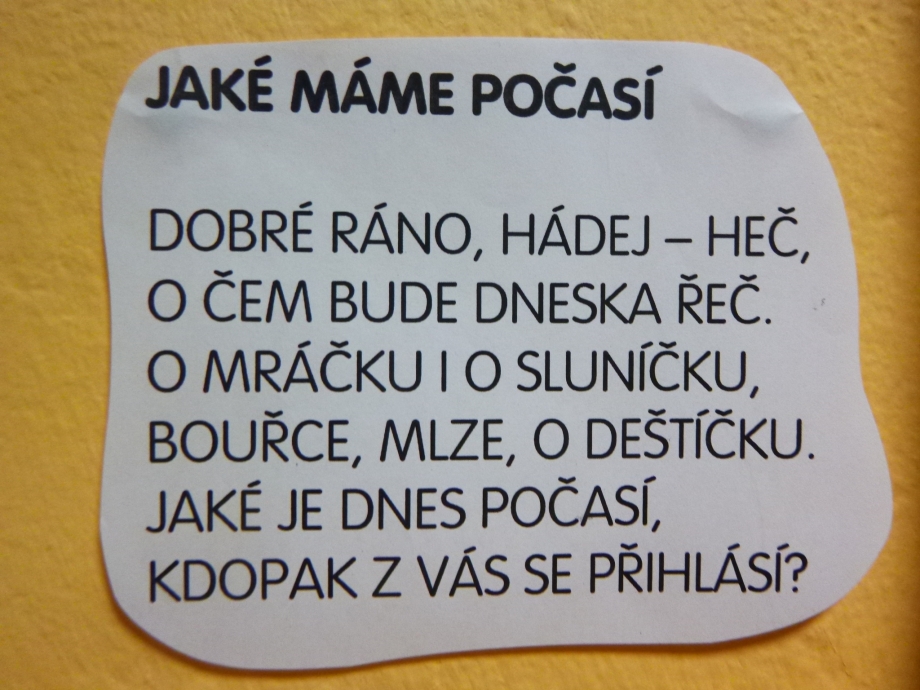 JAKÉ MÁME POČASÍ
DOBRÉ RÁNO, HÁDEJ – HEČ,
O ČEM BUDE DNESKA ŘEČ.
O MRÁČKU I O SLUNÍČKU,
BOUŘCE, MLZE, O DEŠTÍČKU.
JAKÉ JE DNES POČASÍ,
KDOPAK Z VÁS SE PŘIHLÁSÍ?